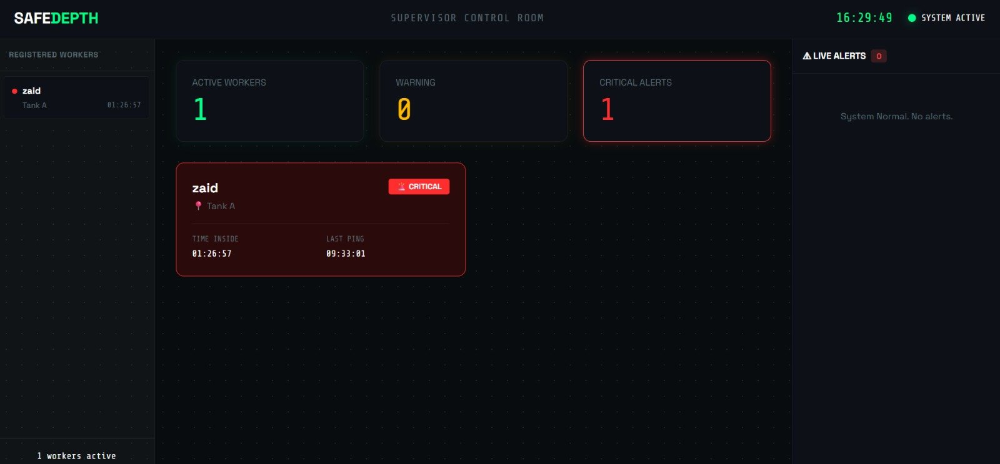 SAFEDEPTH
SUPERVISOR CONTROL ROOM
16:29:49
SYSTEM ACTIVE
REGISTERED WORKERS
zaid
Tank A
01:26:57
1 workers active
ACTIVE WORKERS
1
WARNING
0
CRITICAL ALERTS
1
zaid
CRITICAL
Tank A
TIME INSIDE
01:26:57
LAST PING
09:33:01
LIVE ALERTS
0
System Normal. No alerts.